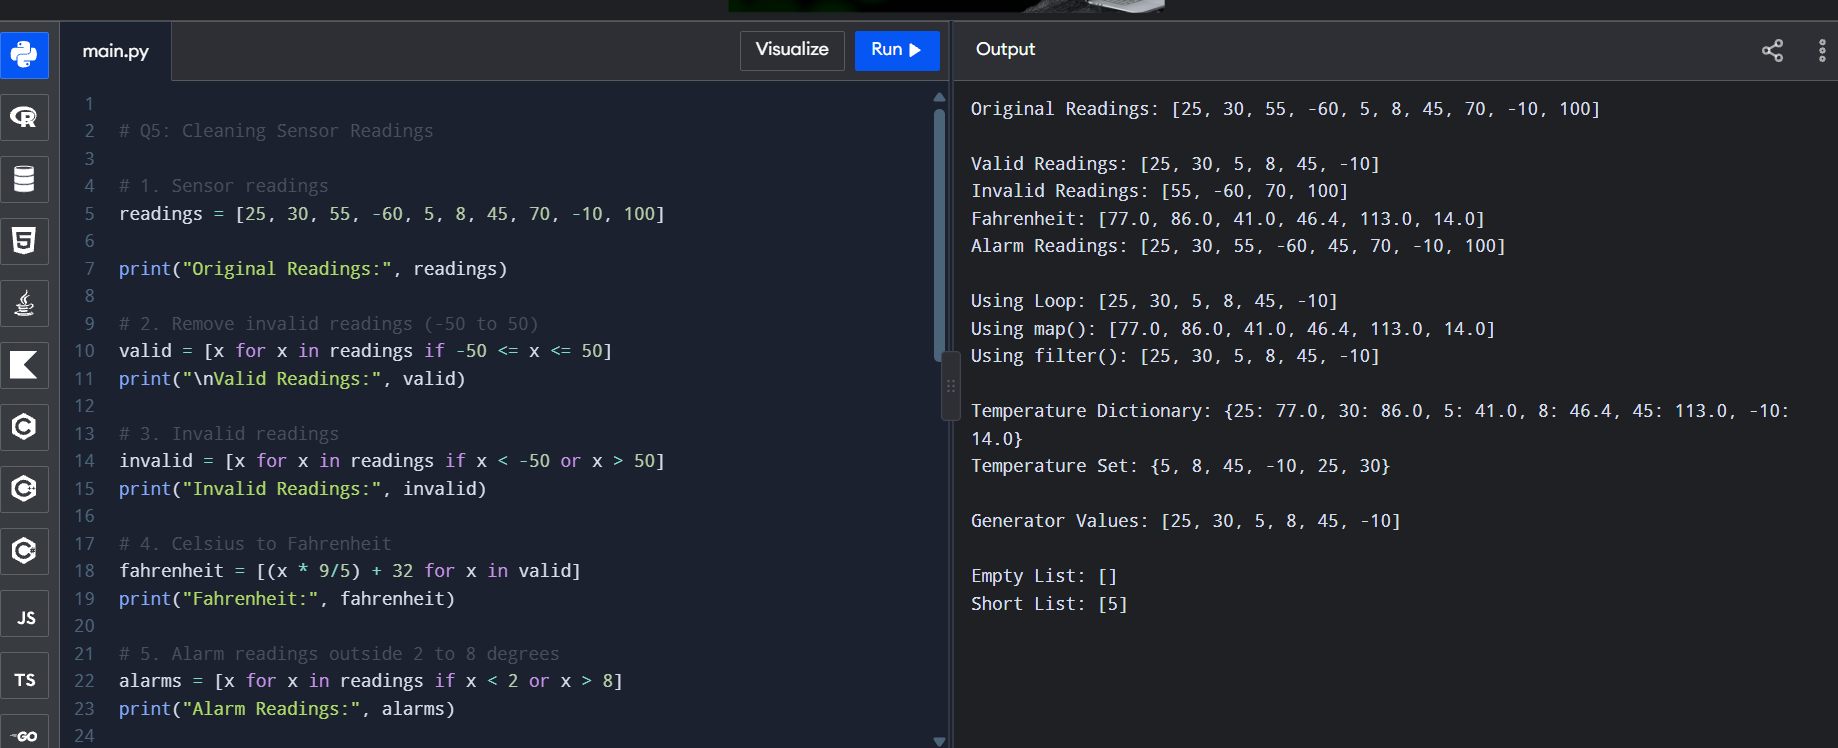 main.py
Visualize
Run
Output
1
2 # Q5: Cleaning Sensor Readings
3
4 # 1. Sensor readings
5 readings = [25, 30, 55, -60, 5, 8, 45, 70, -10, 100]
6
7 print("Original Readings:", readings)
8
9 # 2. Remove invalid readings (-50 to 50)
10 valid = [x for x in readings if -50 <= x <= 50]
11 print("\nValid Readings:", valid)
12
13 # 3. Invalid readings
14 invalid = [x for x in readings if x < -50 or x > 50]
15 print("Invalid Readings:", invalid)
16
17 # 4. Celsius to Fahrenheit
18 fahrenheit = [(x * 9/5) + 32 for x in valid]
19 print("Fahrenheit:", fahrenheit)
20
21 # 5. Alarm readings outside 2 to 8 degrees
22 alarms = [x for x in readings if x < 2 or x > 8]
23 print("Alarm Readings:", alarms)
24
Original Readings: [25, 30, 55, -60, 5, 8, 45, 70, -10, 100]
Valid Readings: [25, 30, 5, 8, 45, -10]
Invalid Readings: [55, -60, 70, 100]
Fahrenheit: [77.0, 86.0, 41.0, 46.4, 113.0, 14.0]
Alarm Readings: [25, 30, 55, -60, 45, 70, -10, 100]
Using Loop: [25, 30, 5, 8, 45, -10]
Using map(): [77.0, 86.0, 41.0, 46.4, 113.0, 14.0]
Using filter(): [25, 30, 5, 8, 45, -10]
Temperature Dictionary: {25: 77.0, 30: 86.0, 5: 41.0, 8: 46.4, 45: 113.0, -10:
14.0}
Temperature Set: {5, 8, 45, -10, 25, 30}
Generator Values: [25, 30, 5, 8, 45, -10]
Empty List: []
Short List: [5]
R
5
C
C++
C#
JS
TS
GO